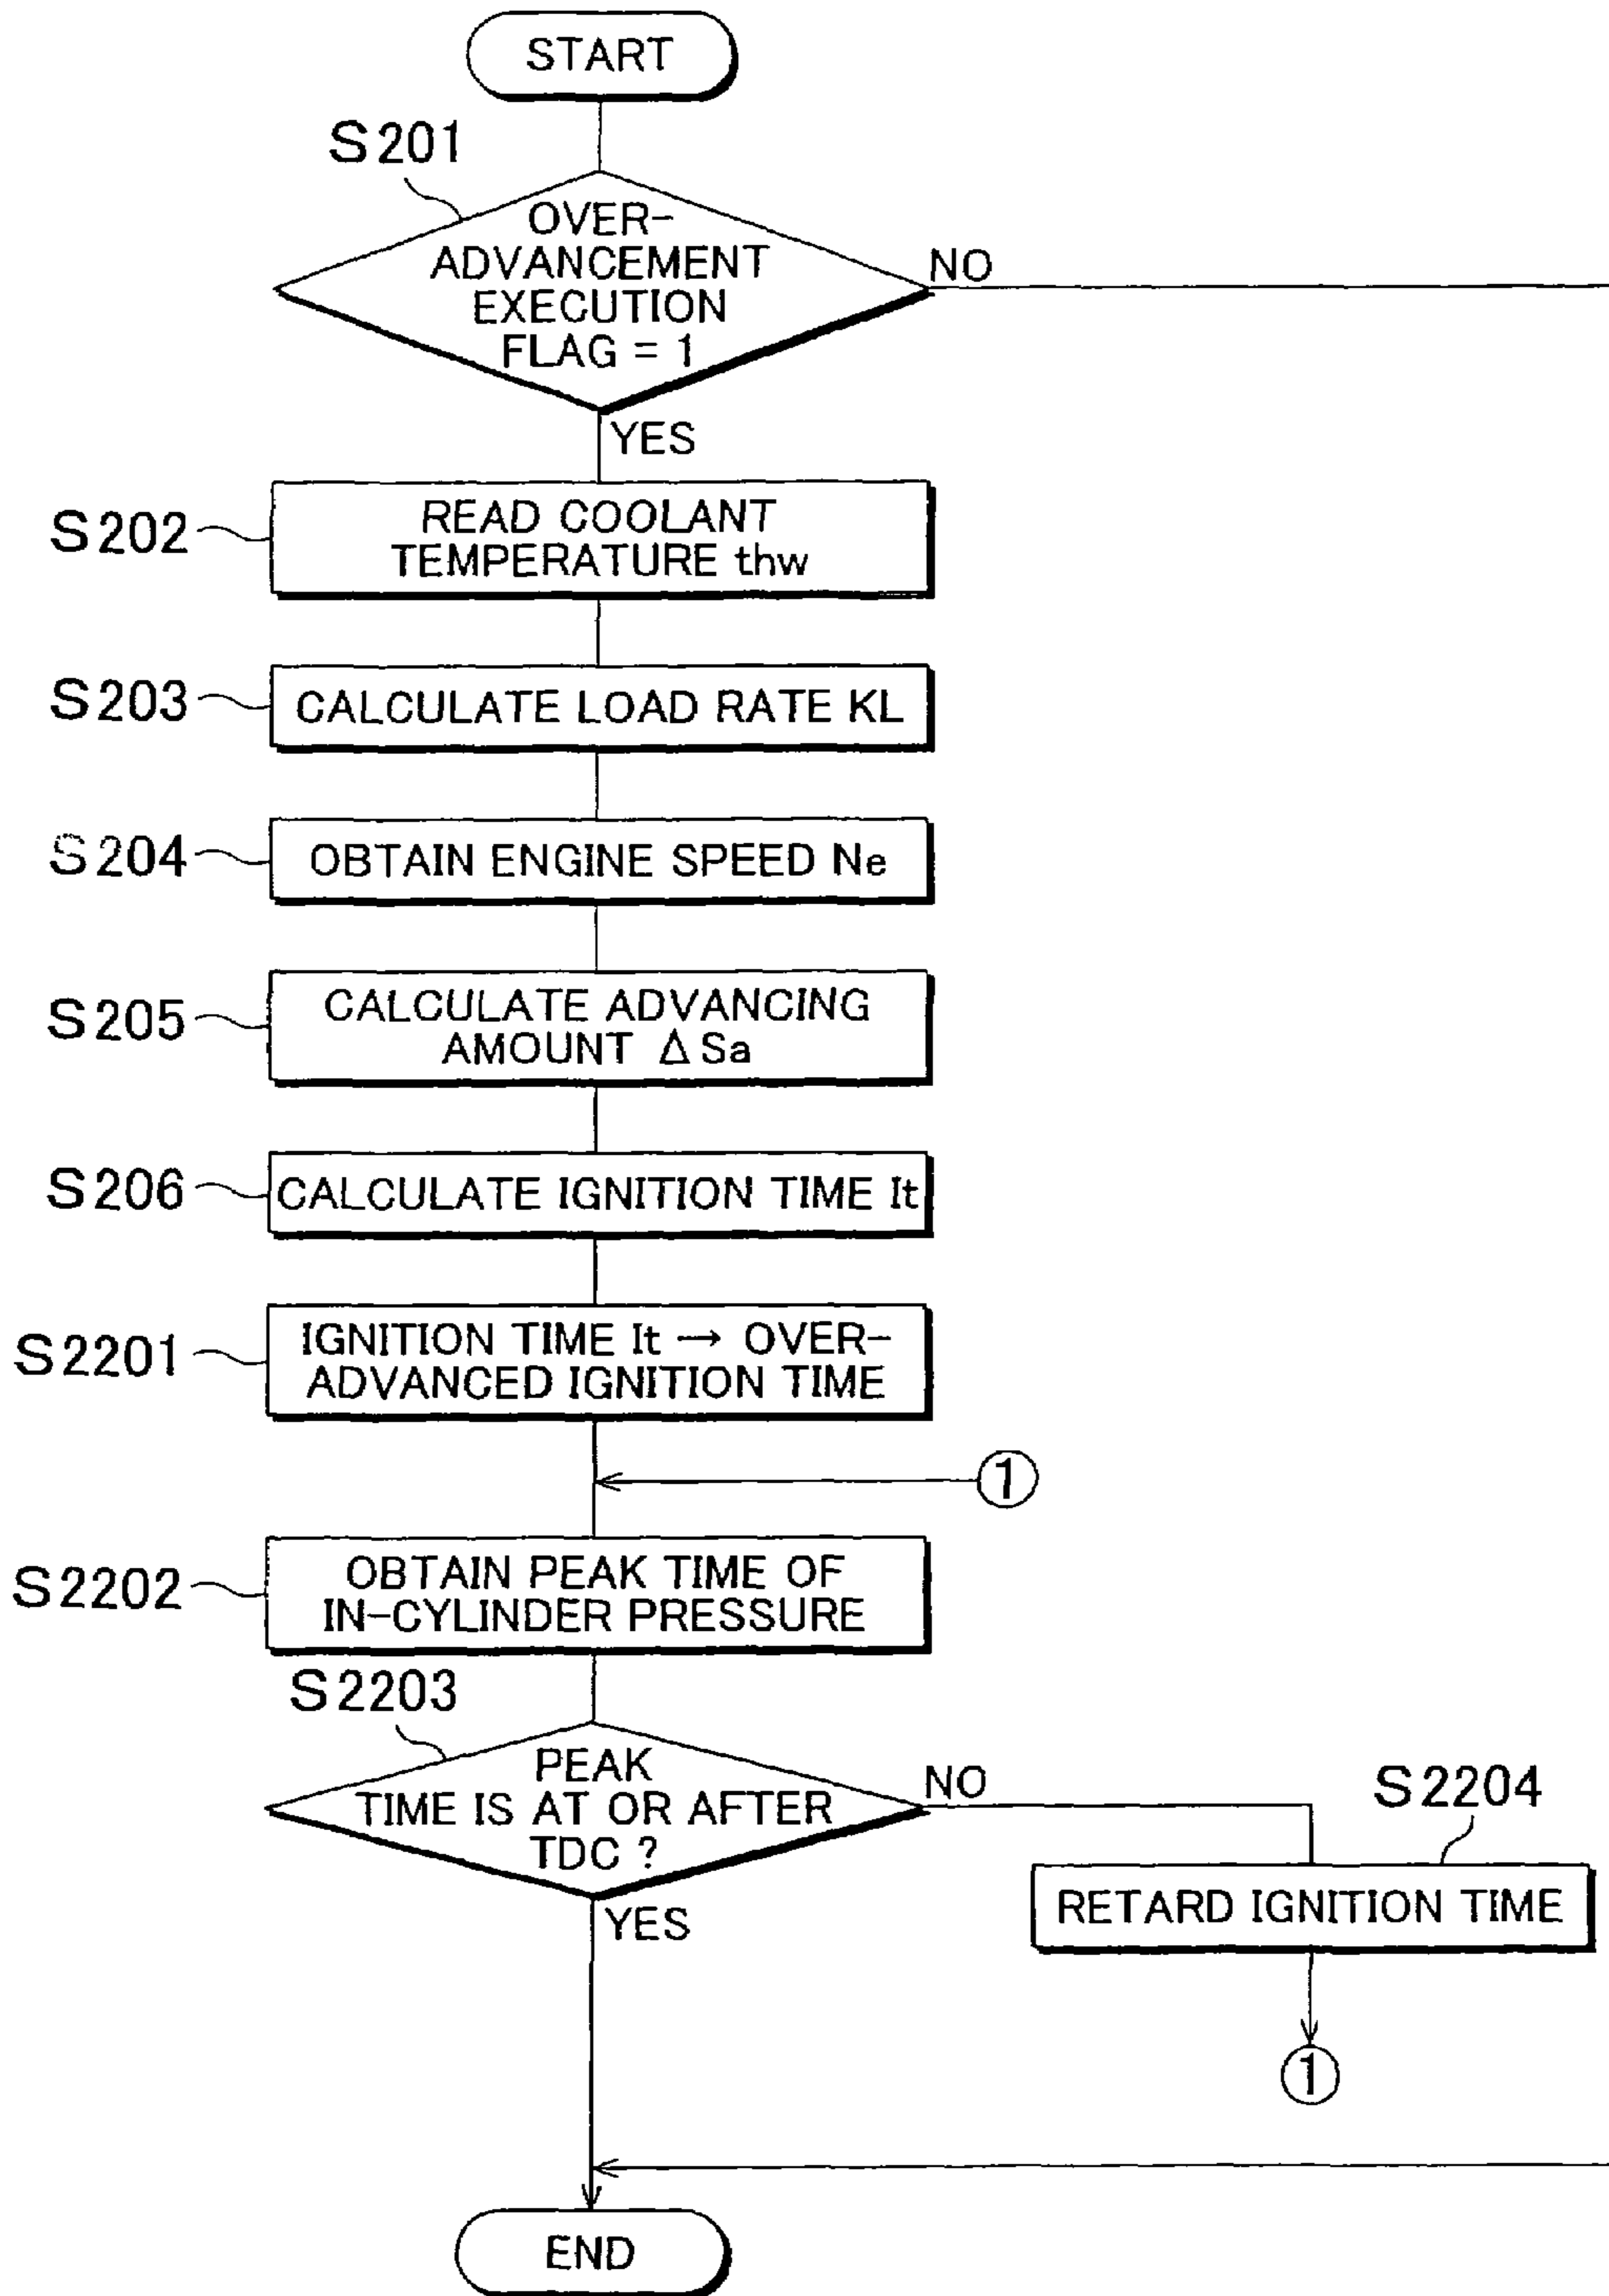 START
S201
OVER-
ADVANCEMENT
EXECUTION
FLAG = 1
NO
YES
S202
READ COOLANT
TEMPERATURE thw
S203
CALCULATE LOAD RATE KL
S204
OBTAIN ENGINE SPEED Ne
S205
CALCULATE ADVANCING
AMOUNT Δ Sa
S206
CALCULATE IGNITION TIME It
S2201
IGNITION TIME It → OVER-
ADVANCED IGNITION TIME
①
S2202
OBTAIN PEAK TIME OF
IN-CYLINDER PRESSURE
S2203
PEAK
TIME IS AT OR AFTER
TDC ?
NO
YES
S2204
RETARD IGNITION TIME
①
END